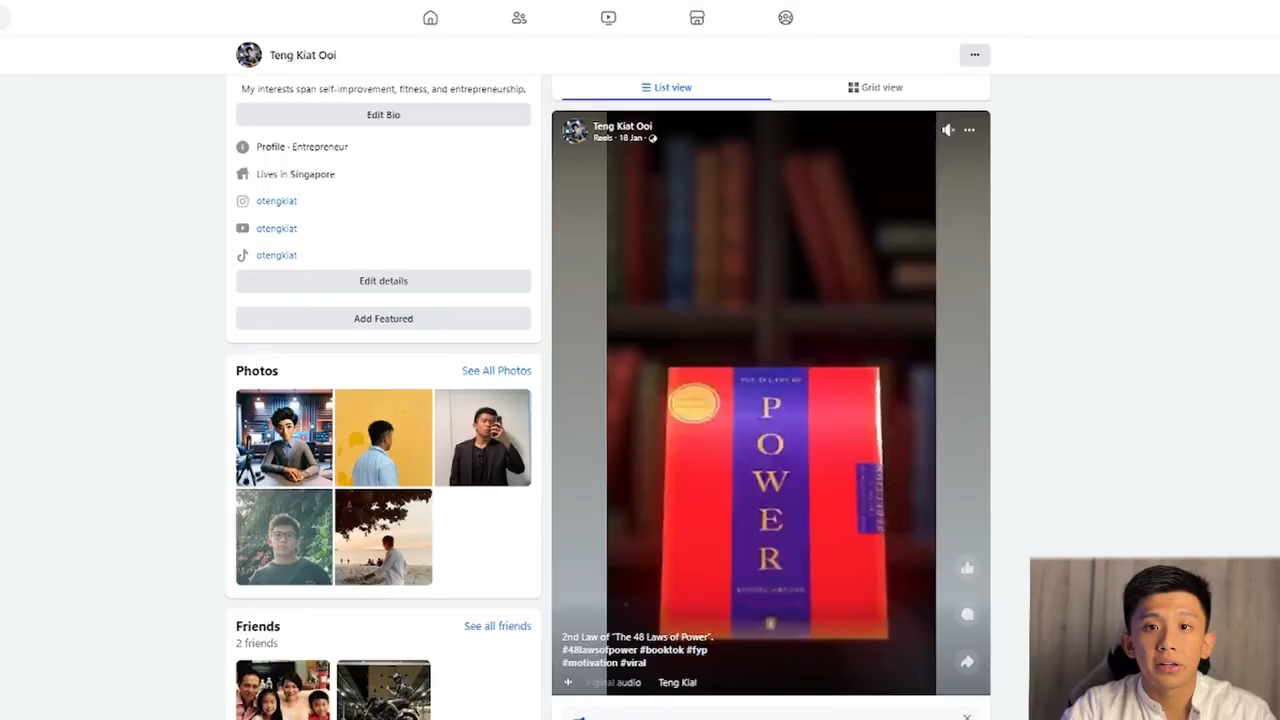 Teng Kiat Ooi
My interests span self-improvement, fitness, and entrepreneurship.
Edit Bio
Profile · Entrepreneur
Lives in Singapore
otengkiat
otengkiat
otengkiat
Edit details
Add Featured
Photos
See All Photos
Friends
See all friends
2 friends
List view
Grid view
Teng Kiat Ooi
Reels · 18 Jan ·
POWER
2nd Law of "The 48 Laws of Power".
#48lawsofpower #booktok #fyp
#motivation #viral
Original audio
Teng Kiat